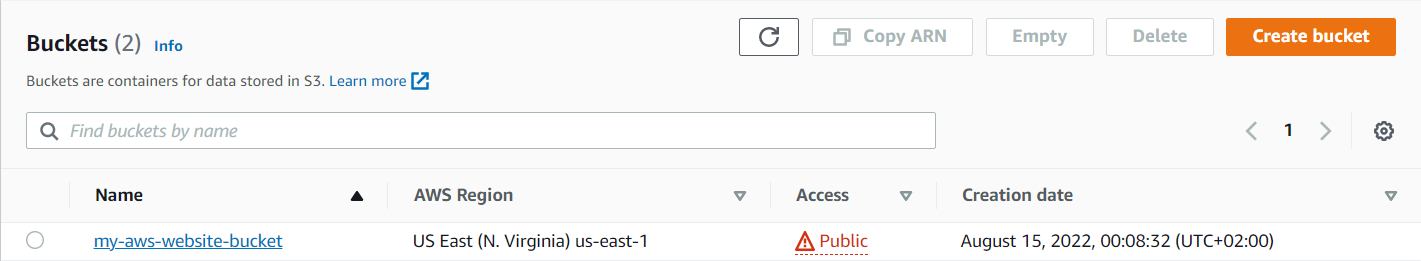 Buckets (2) Info
Copy ARN
Empty
Delete
Create bucket
Buckets are containers for data stored in S3. Learn more
Find buckets by name
1
Name AWS Region Access Creation date
my-aws-website-bucket US East (N. Virginia) us-east-1 Public August 15, 2022, 00:08:32 (UTC+02:00)